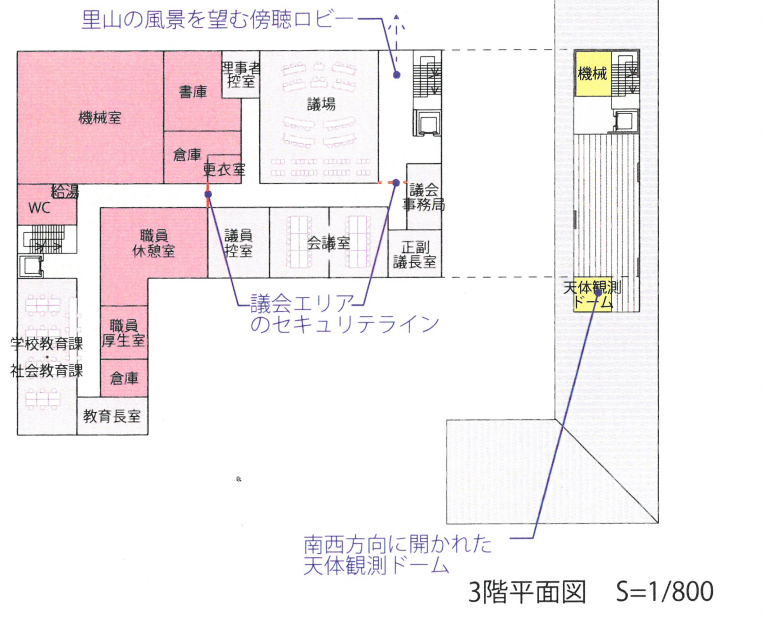 里山の風景を望む傍聴ロビー
機械室
書庫
理事者
控室
議場
機械
倉庫
更衣室
給湯
WC
議会
事務局
職員
休憩室
議員
控室
会議室
正副
議長室
天体観測
ドーム
議会エリア
のセキュリテライン
学校教育課
・
社会教育課
職員
厚生室
倉庫
教育長室
南西方向に開かれた
天体観測ドーム
3階平面図 S=1/800